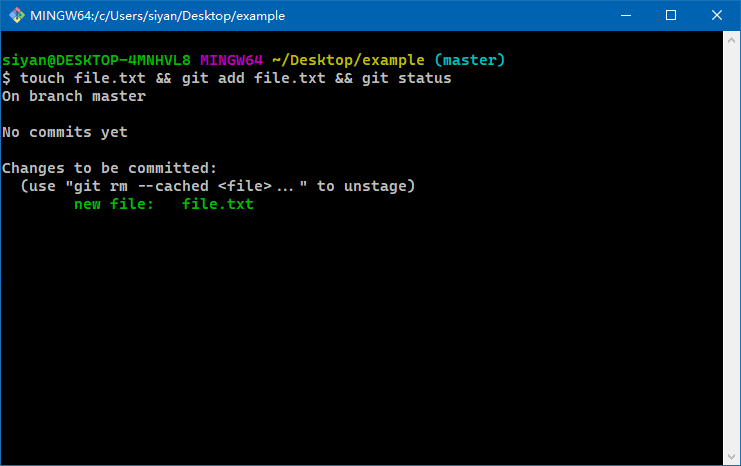 MINGW64:/c/Users/siyan/Desktop/example
siyan@DESKTOP-4MNHVL8 MINGW64 ~/Desktop/example (master)
$ touch file.txt && git add file.txt && git status
On branch master
No commits yet
Changes to be committed:
  (use "git rm --cached <file>..." to unstage)
        new file:   file.txt